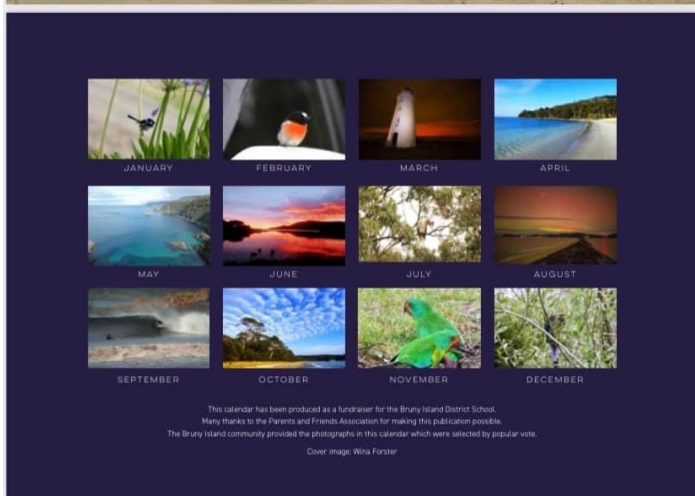 JANUARY
FEBRUARY
MARCH
APRIL
MAY
JUNE
JULY
AUGUST
SEPTEMBER
OCTOBER
NOVEMBER
DECEMBER
This calendar has been produced as a fundraiser for the Bruny Island District School.
Many thanks to the Parents and Friends Association for making this publication possible.
The Bruny Island community provided the photographs in this calendar which were selected by popular vote.
Cover image: Wina Forster